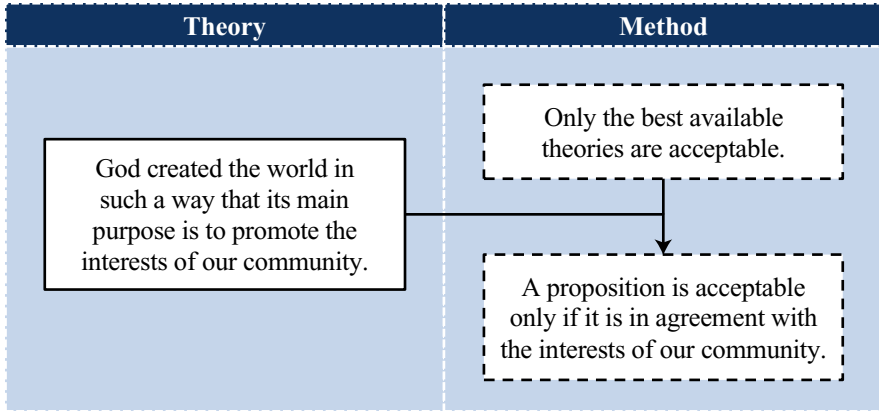 Theory
Method
God created the world in
such a way that its main
purpose is to promote the
interests of our community.
Only the best available
theories are acceptable.
A proposition is acceptable
only if it is in agreement with
the interests of our community.